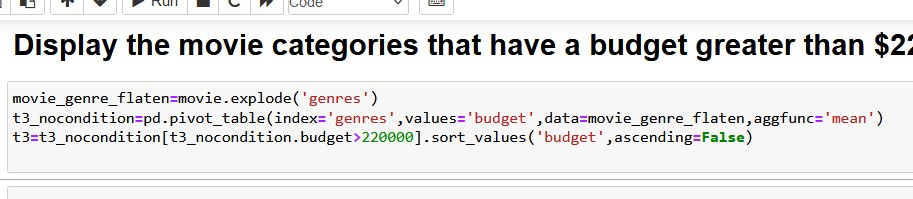 Run
C
Code
Display the movie categories that have a budget greater than $22
movie_genre_flaten=movie.explode('genres')
t3_nocondition=pd.pivot_table(index='genres',values='budget',data=movie_genre_flaten,aggfunc='mean')
t3=t3_nocondition[t3_nocondition.budget>220000].sort_values('budget',ascending=False)